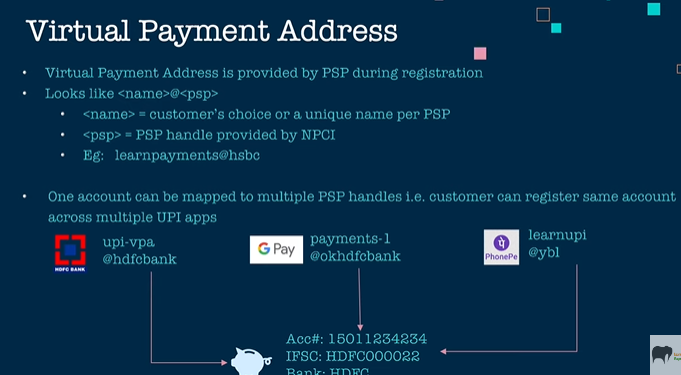 Virtual Payment Address
• Virtual Payment Address is provided by PSP during registration
• Looks like <name>@<psp>
• <name> = customer's choice or a unique name per PSP
• <psp> = PSP handle provided by NPCI
• Eg: learnpayments@hsbc
• One account can be mapped to multiple PSP handles i.e. customer can register same account
across multiple UPI apps
HDFC BANK
upi-vpa
@hdfcbank
G Pay
payments-1
@okhdfcbank
पे
PhonePe
learnupi
@ybl
Acc#: 15011234234
IFSC: HDFC000022
Bank: HDFC